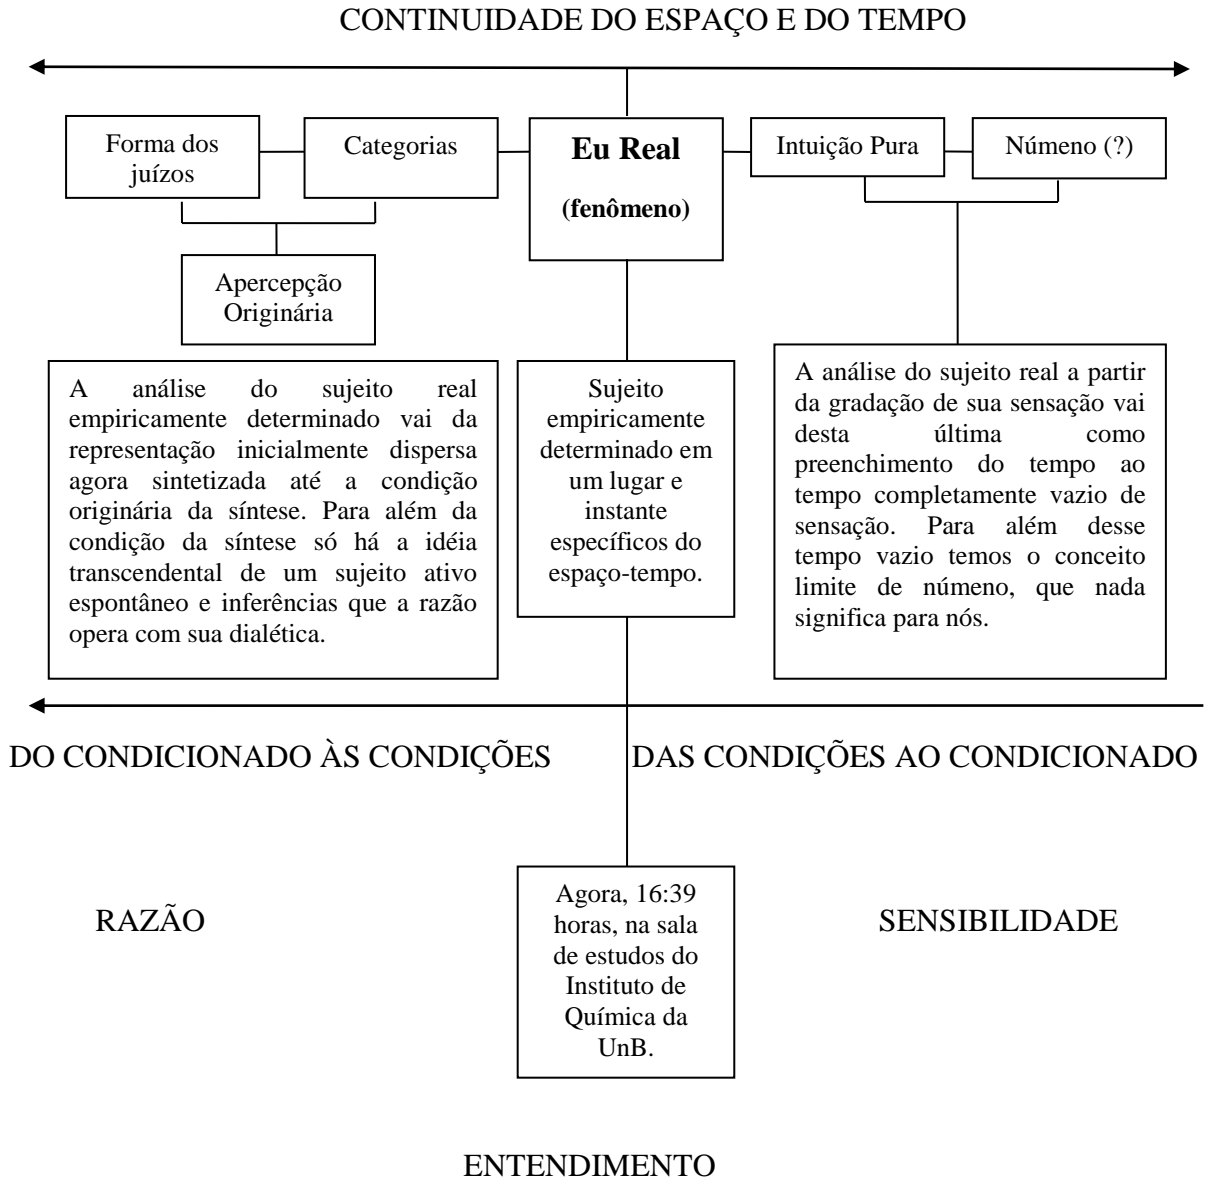 CONTINUIDADE DO ESPAÇO E DO TEMPO
Forma dos
juízos
Categorias
Eu Real
(fenômeno)
Intuição Pura
Númeno (?)
Apercepção
Originária
A análise do sujeito real
empiricamente determinado vai da
representação inicialmente dispersa
agora sintetizada até a condição
originária da síntese. Para além da
condição da síntese só há a idéia
transcendental de um sujeito ativo
espontâneo e inferências que a razão
opera com sua dialética.
Sujeito
empiricamente
determinado em
um lugar e
instante
específicos do
espaço-tempo.
A análise do sujeito real a partir
da gradação de sua sensação vai
desta última como
preenchimento do tempo ao
tempo completamente vazio de
sensação. Para além desse
tempo vazio temos o conceito
limite de númeno, que nada
significa para nós.
DO CONDICIONADO ÀS CONDIÇÕES
DAS CONDIÇÕES AO CONDICIONADO
RAZÃO
Agora, 16:39
horas, na sala
de estudos do
Instituto de
Química da
UnB.
SENSIBILIDADE
ENTENDIMENTO